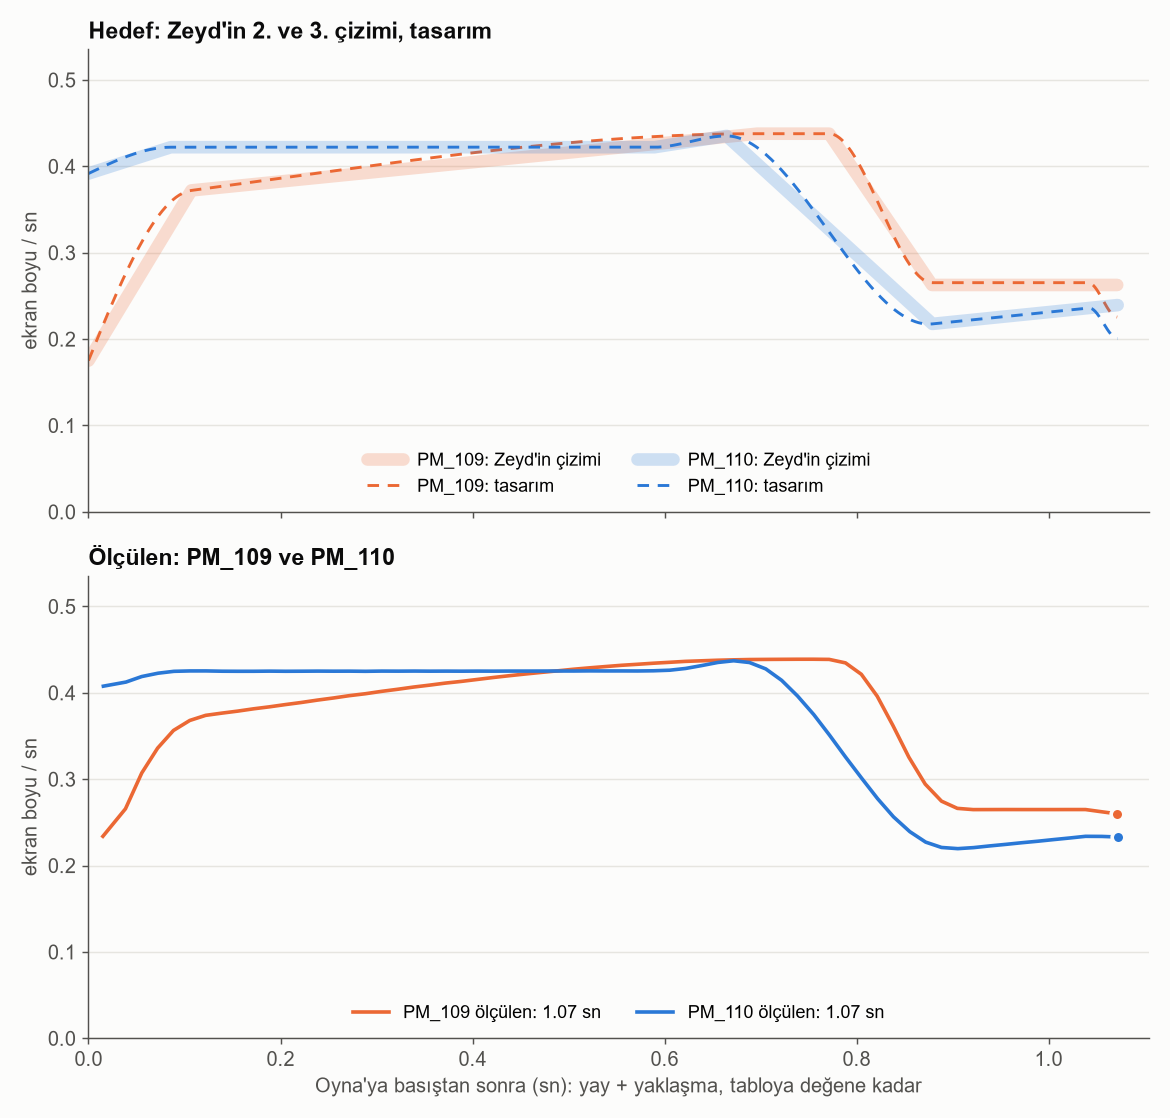 Hedef: Zeyd'in 2. ve 3. çizimi, tasarım
0.5
0.4
0.3
0.2
0.1
0.0
ekran boyu / sn
PM_109: Zeyd'in çizimi
PM_110: Zeyd'in çizimi
PM_109: tasarım
PM_110: tasarım
Ölçülen: PM_109 ve PM_110
0.5
0.4
0.3
0.2
0.1
0.0
ekran boyu / sn
PM_109 ölçülen: 1.07 sn
PM_110 ölçülen: 1.07 sn
0.0 0.2 0.4 0.6 0.8 1.0
Oyna'ya basıştan sonra (sn): yay + yaklaşma, tabloya değene kadar